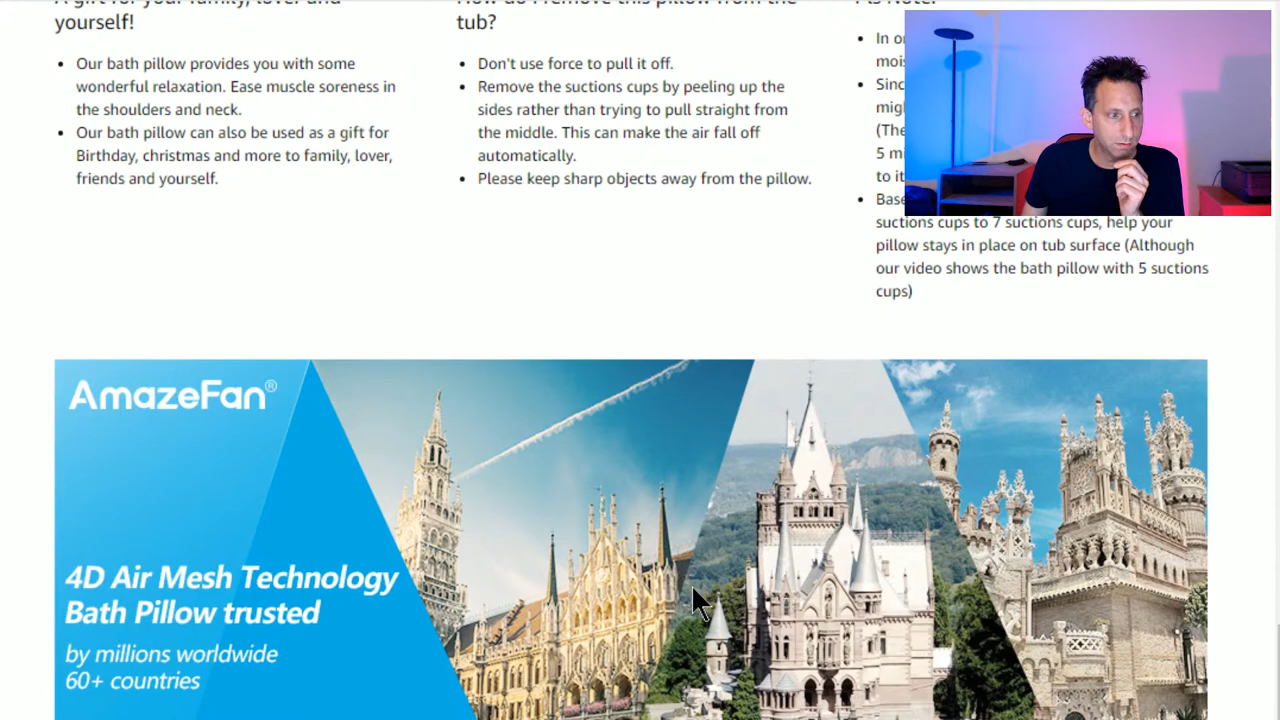 yourself!
Our bath pillow provides you with some
wonderful relaxation. Ease muscle soreness in
the shoulders and neck.
Our bath pillow can also be used as a gift for
Birthday, christmas and more to family, lover,
friends and yourself.
tub?
Don't use force to pull it off.
Remove the suctions cups by peeling up the
sides rather than trying to pull straight from
the middle. This can make the air fall off
automatically.
Please keep sharp objects away from the pillow.
In
(The
5
to it
suctions cups to 7 suctions cups, help your
pillow stays in place on tub surface (Although
our video shows the bath pillow with 5 suctions
cups)
AmazeFan®
4D Air Mesh Technology
Bath Pillow trusted
by millions worldwide
60+ countries